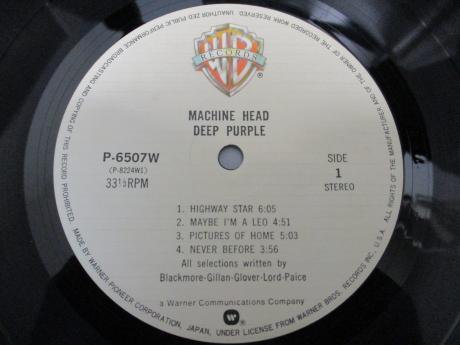 WB
RECORDS
MACHINE HEAD
DEEP PURPLE
P-6507W
(P-8224W1)
33⅓RPM
SIDE
1
STEREO
1. HIGHWAY STAR 6:05
2. MAYBE I'M A LEO 4:51
3. PICTURES OF HOME 5:03
4. NEVER BEFORE 3:56
All selections written by
Blackmore-Gillan-Glover-Lord-Paice
a Warner Communications Company
MADE BY WARNER-PIONEER CORPORATION, JAPAN, UNDER LICENSE FROM WARNER BROS. RECORDS INC., U.S.A. ALL RIGHTS OF THE MANUFACTURER AND OF THE OWNER OF THE RECORDED WORK RESERVED. UNAUTHORIZED PUBLIC PERFORMANCE BROADCASTING AND COPYING OF THIS RECORD PROHIBITED.